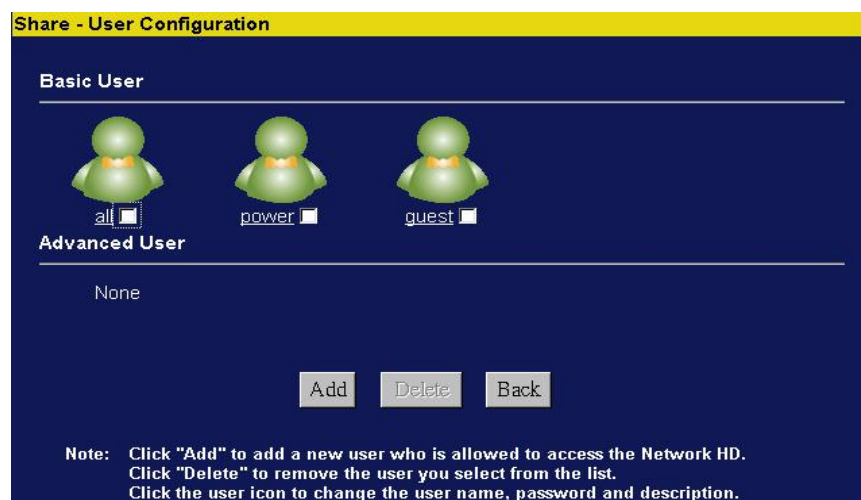 Share - User Configuration
Basic User
all power guest
Advanced User
None
Add Delete Back
Note: Click "Add" to add a new user who is allowed to access the Network HD.
Click "Delete" to remove the user you select from the list.
Click the user icon to change the user name, password and description.